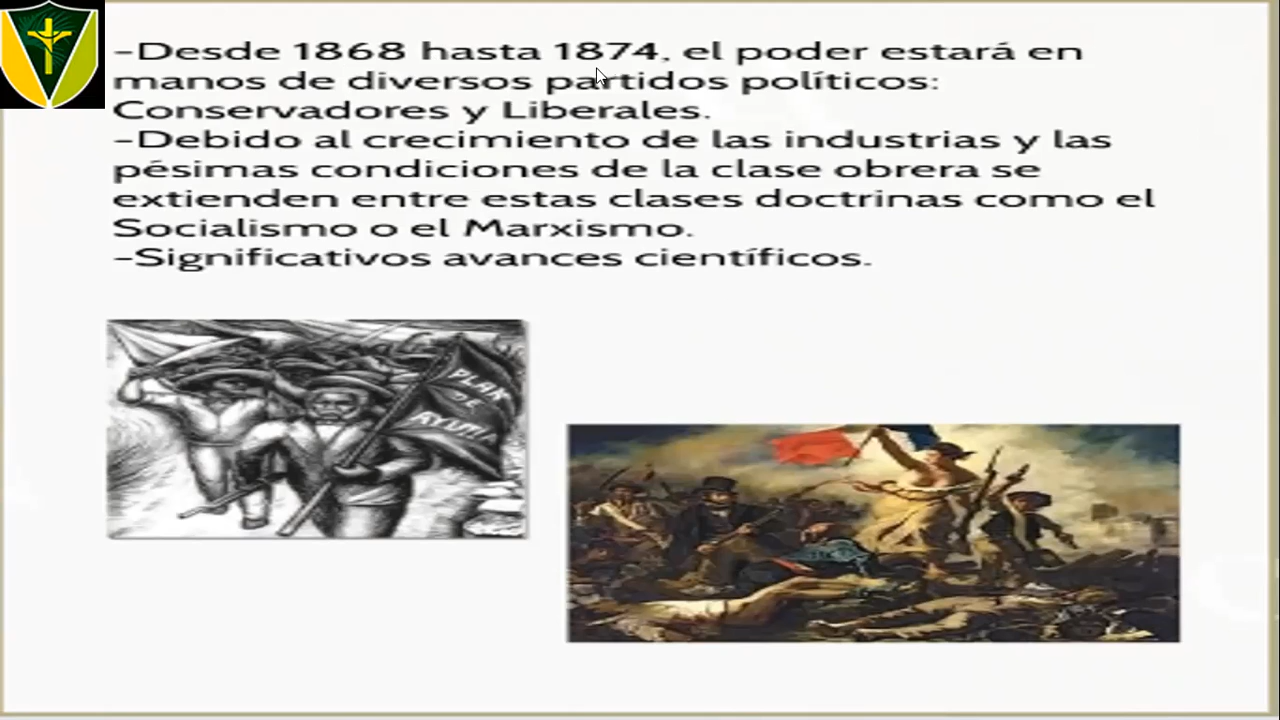 -Desde 1868 hasta 1874, el poder estará en
manos de diversos partidos políticos:
Conservadores y Liberales.
-Debido al crecimiento de las industrias y las
pésimas condiciones de la clase obrera se
extienden entre estas clases doctrinas como el
Socialismo o el Marxismo.
-Significativos avances científicos.
PLAN
DE